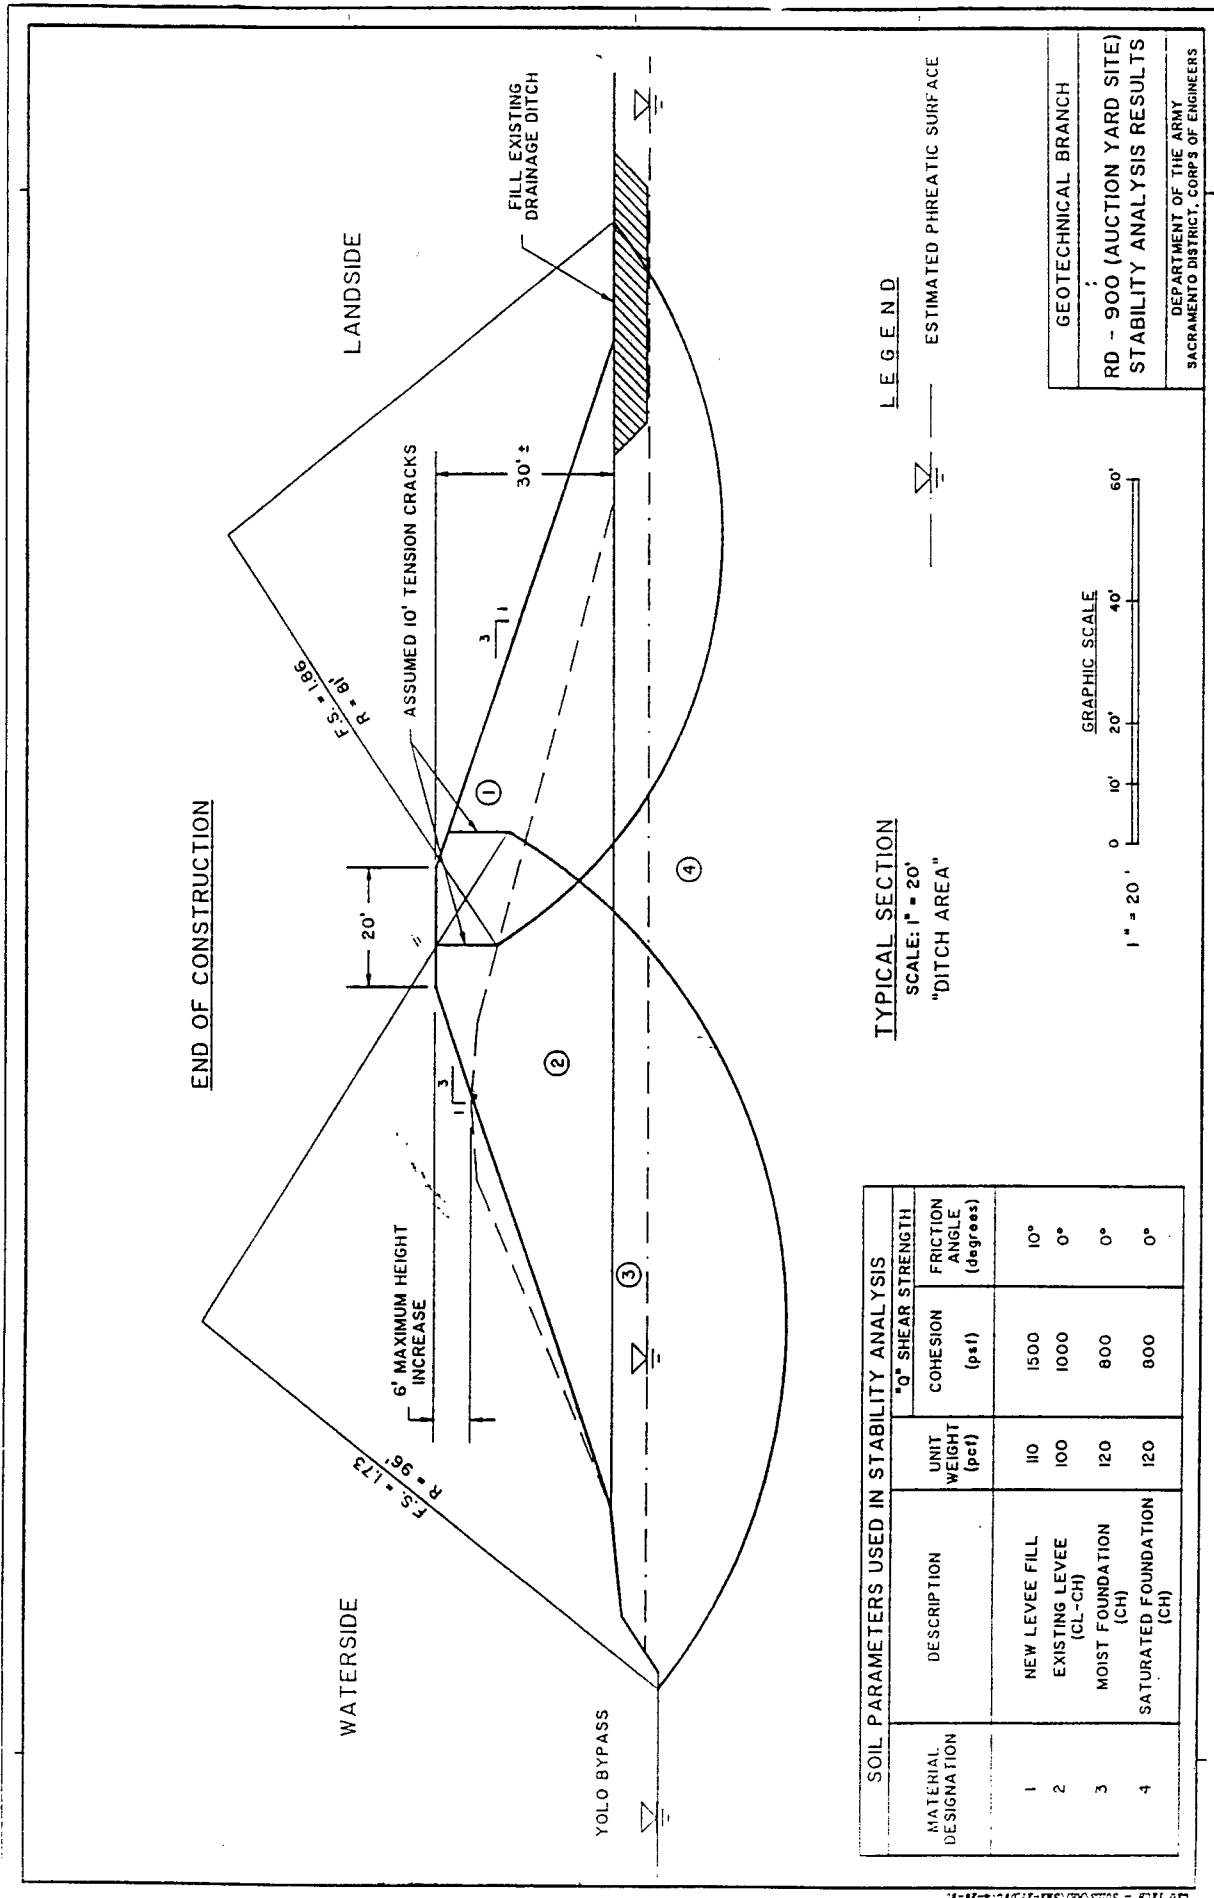 END OF CONSTRUCTION
WATERSIDE
LANDSIDE
F.S. = 1.73
R = 96'
F.S. = 1.86
R = 81'
20'
6' MAXIMUM HEIGHT
INCREASE
3
1
ASSUMED 10' TENSION CRACKS
3
1
30' ±
FILL EXISTING
DRAINAGE DITCH
YOLO BYPASS
1
2
3
4
TYPICAL SECTION
SCALE: 1" = 20'
"DITCH AREA"
LEGEND
ESTIMATED PHREATIC SURFACE
SOIL PARAMETERS USED IN STABILITY ANALYSIS
MATERIAL DESIGNATION DESCRIPTION UNIT WEIGHT (pcf) "Q" SHEAR STRENGTH COHESION (psf) FRICTION ANGLE (degrees)
1 NEW LEVEE FILL 110 1500 10°
2 EXISTING LEVEE (CL-CH) 100 1000 0°
3 MOIST FOUNDATION (CH) 120 800 0°
4 SATURATED FOUNDATION (CH) 120 800 0°
GRAPHIC SCALE
0 10' 20' 40' 60'
1" = 20'
GEOTECHNICAL BRANCH
RD - 900 (AUCTION YARD SITE)
STABILITY ANALYSIS RESULTS
DEPARTMENT OF THE ARMY
SACRAMENTO DISTRICT, CORPS OF ENGINEERS